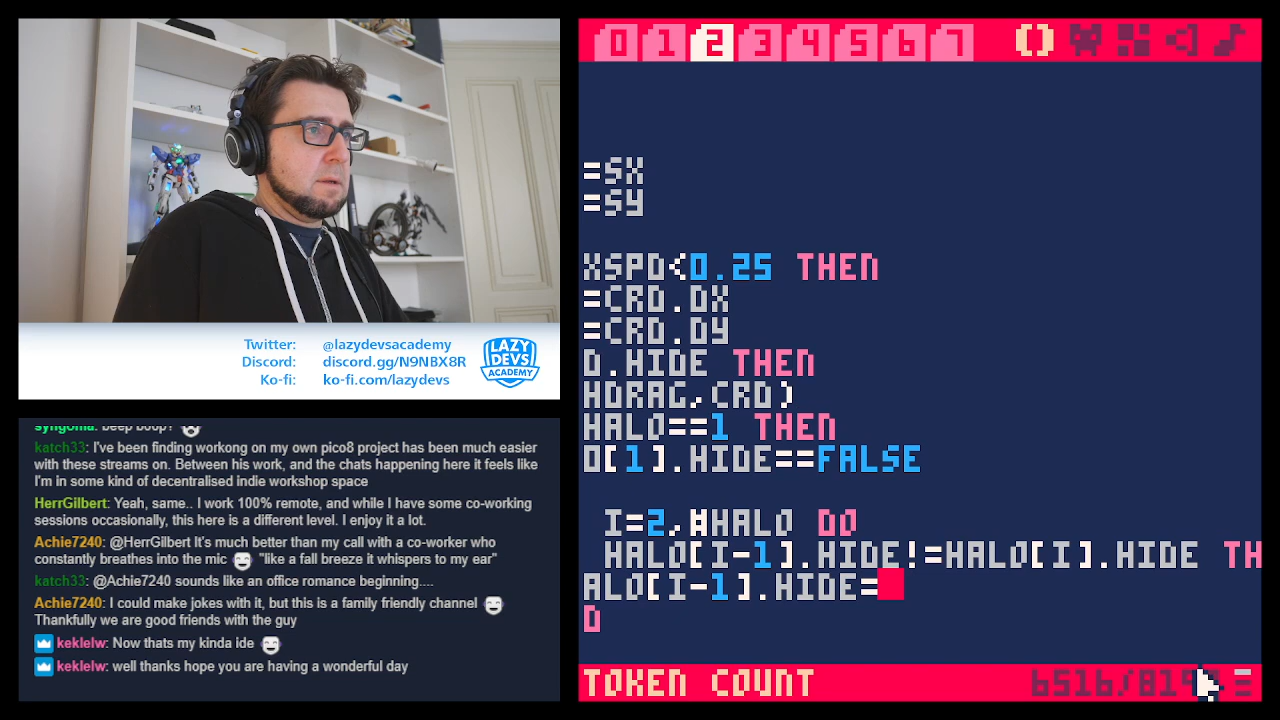 Twitter: @lazydevsacademy
Discord: discord.gg/N9NBX8R
Ko-fi: ko-fi.com/lazydevs
LAZY
DEVS
ACADEMY
syngoma: beep boop?
katch33: I've been finding workong on my own pico8 project has been much easier
with these streams on. Between his work, and the chats happening here it feels like
I'm in some kind of decentralised indie workshop space
HerrGilbert: Yeah, same.. I work 100% remote, and while I have some co-working
sessions occasionally, this here is a different level. I enjoy it a lot.
Achie7240: @HerrGilbert It's much better than my call with a co-worker who
constantly breathes into the mic "like a fall breeze it whispers to my ear"
katch33: @Achie7240 sounds like an office romance beginning....
Achie7240: I could make jokes with it, but this is a family friendly channel
Thankfully we are good friends with the guy
keklelw: Now thats my kinda ide
keklelw: well thanks hope you are having a wonderful day
0 1 2 3 4 5 6 7 ()
=SX
=SY
XSPD<0.25 THEN
=CRD.DX
=CRD.DY
D.HIDE THEN
HDRAG,CRD)
HALO==1 THEN
O[1].HIDE==FALSE
I=2,#HALO DO
HALO[I-1].HIDE!=HALO[I].HIDE TH
ALO[I-1].HIDE=
D
TOKEN COUNT